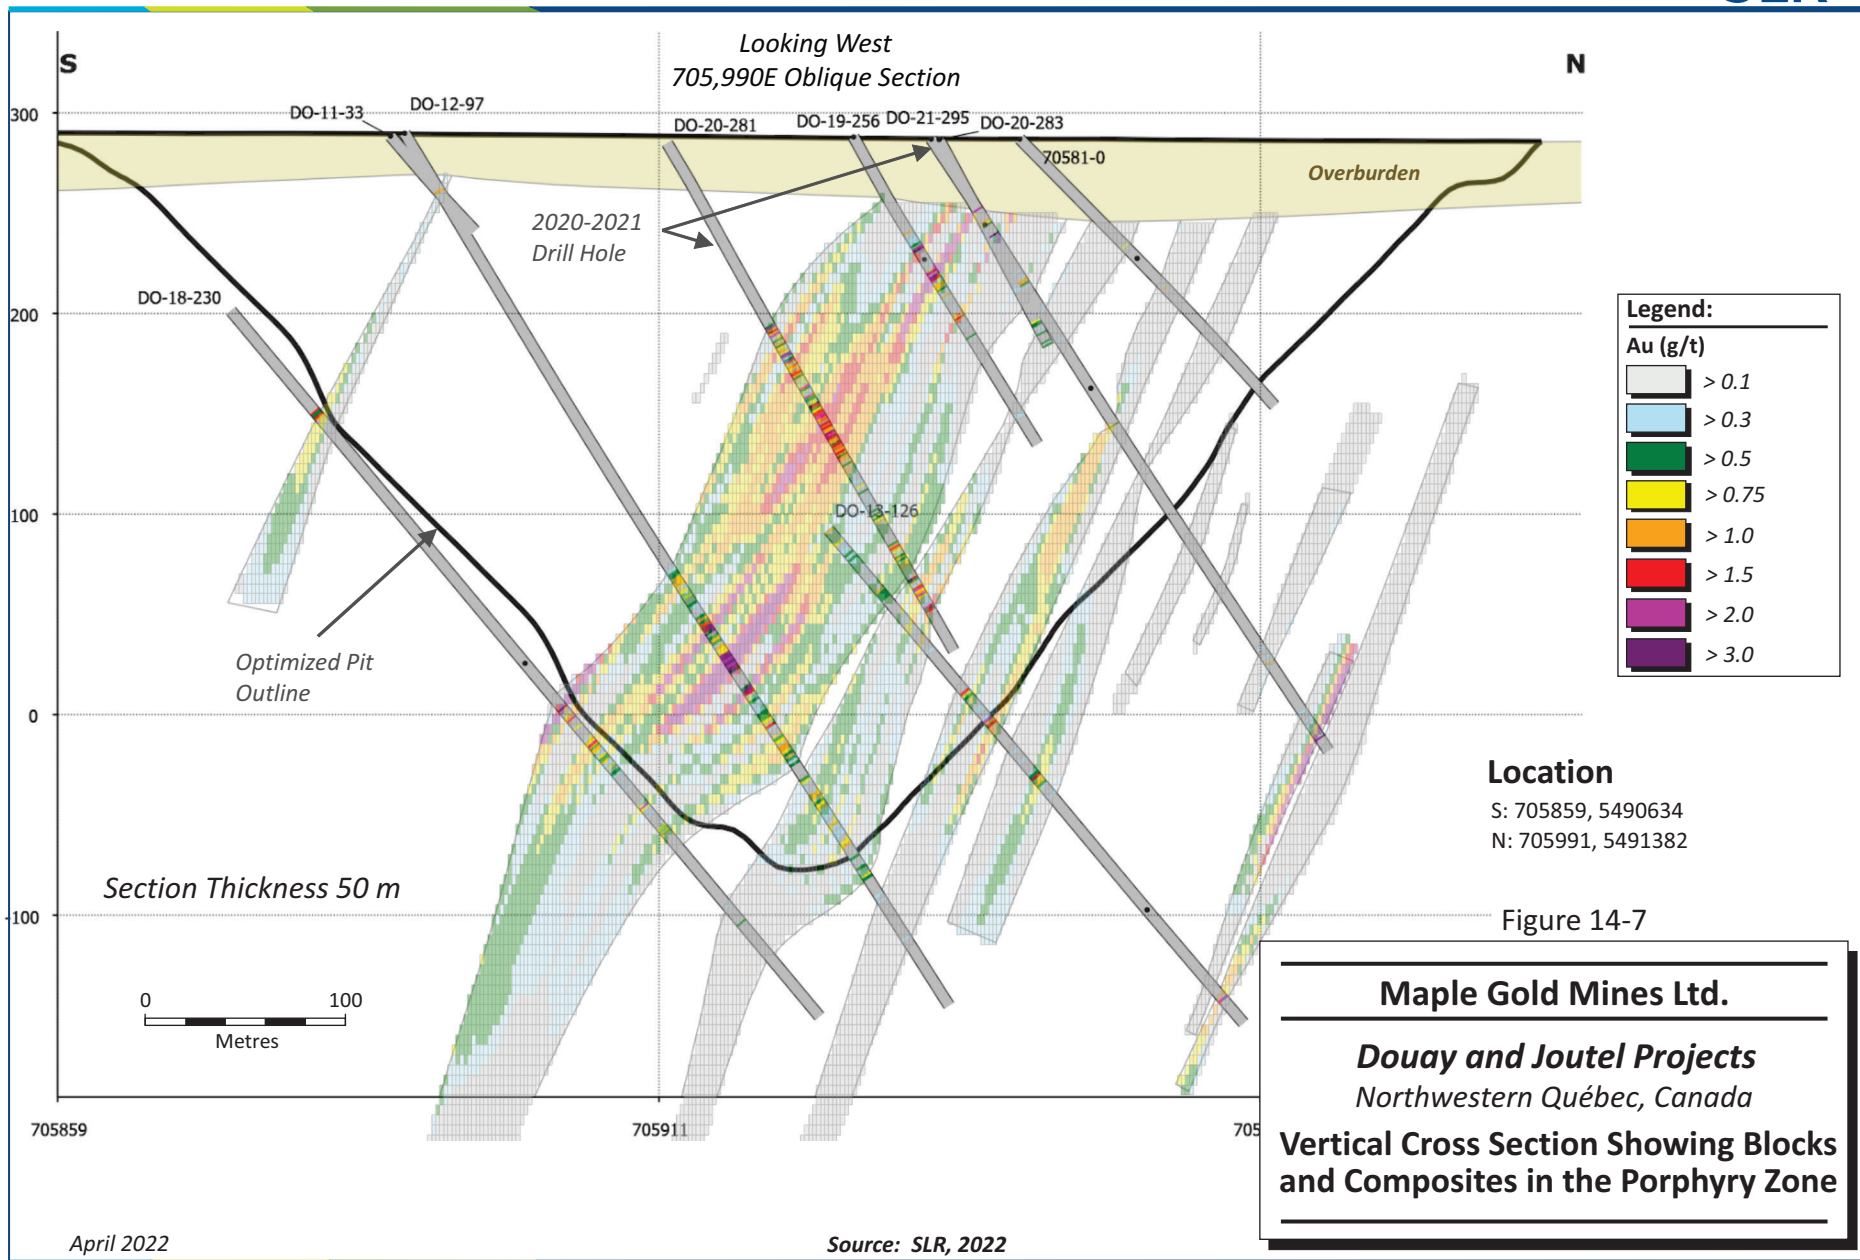 S
Looking West
705,990E Oblique Section
N
DO-11-33
DO-12-97
DO-20-281
DO-19-256
DO-21-295
DO-20-283
70581-0
Overburden
300
200
100
0
-100
2020-2021
Drill Hole
DO-18-230
DO-13-126
Optimized Pit
Outline
Legend:
Au (g/t)
> 0.1
> 0.3
> 0.5
> 0.75
> 1.0
> 1.5
> 2.0
> 3.0
Location
S: 705859, 5490634
N: 705991, 5491382
Section Thickness 50 m
0 100
Metres
705859
705911
705
Figure 14-7
Maple Gold Mines Ltd.
Douay and Joutel Projects
Northwestern Québec, Canada
Vertical Cross Section Showing Blocks
and Composites in the Porphyry Zone
April 2022
Source: SLR, 2022